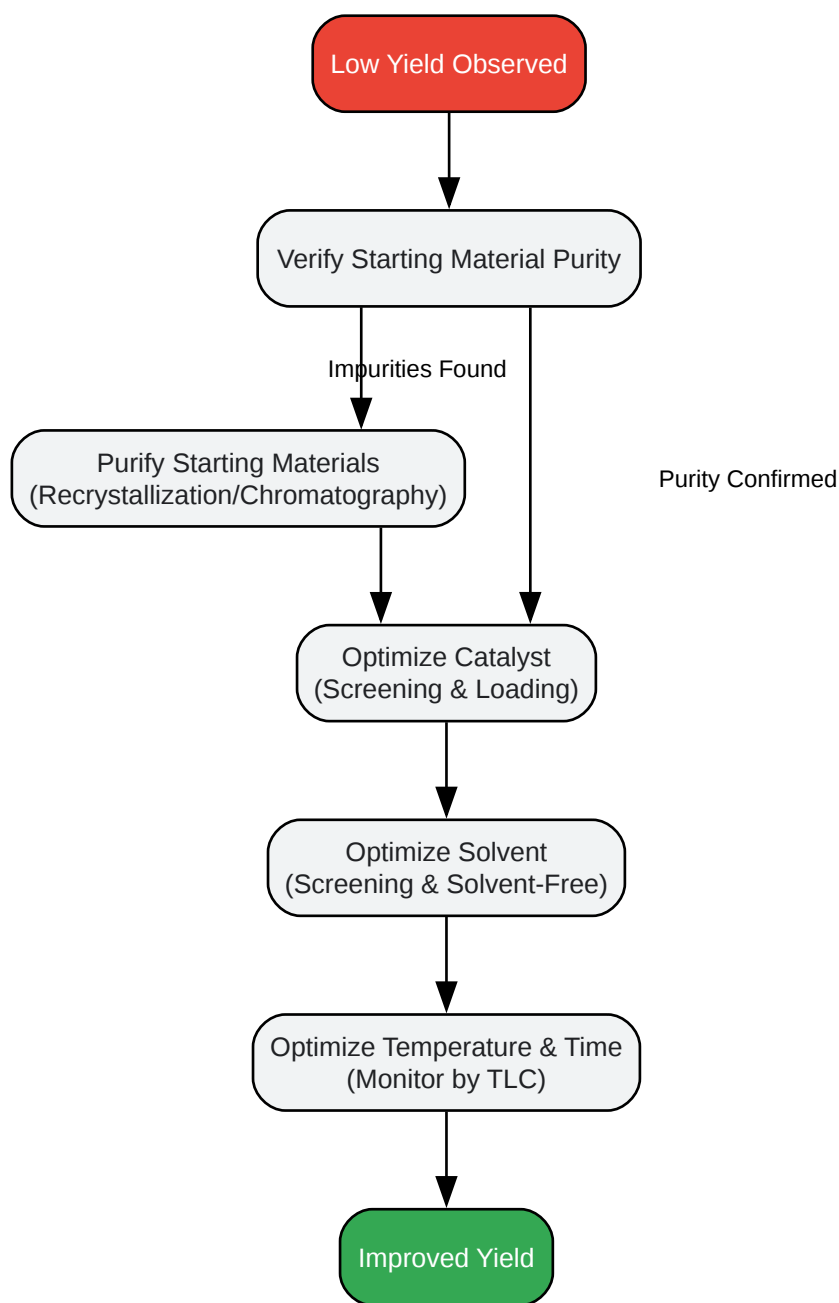 Low Yield Observed
Verify Starting Material Purity
Impurities Found
Purify Starting Materials
(Recrystallization/Chromatography)
Purity Confirmed
Optimize Catalyst
(Screening & Loading)
Optimize Solvent
(Screening & Solvent-Free)
Optimize Temperature & Time
(Monitor by TLC)
Improved Yield